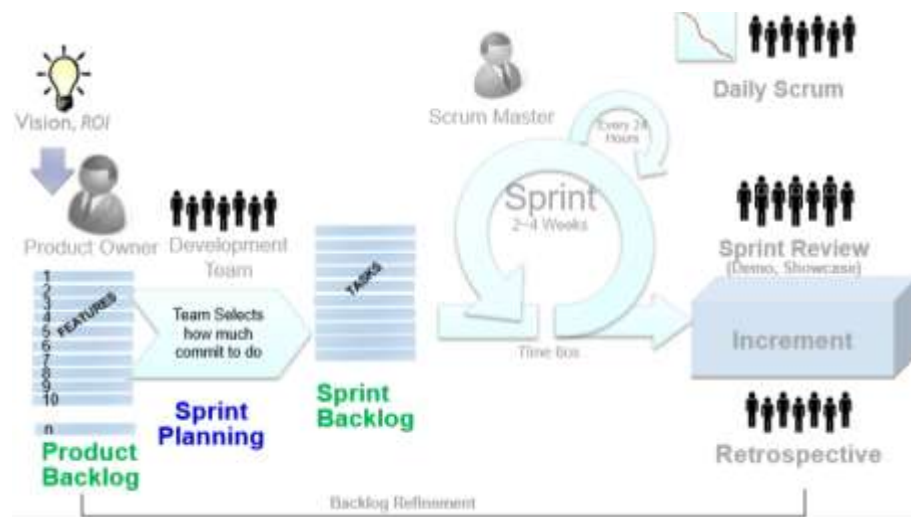 Vision, ROI
Product Owner
Development
Team
1
2
3
4
5
6
7
8
9
10
n
FEATURES
Product
Backlog
Team Selects
how much
commit to do
Sprint
Planning
TASKS
Sprint
Backlog
Scrum Master
Every 24
Hours
Sprint
2~4 Weeks
Time box
Daily Scrum
Sprint Review
(Demo, Showcase)
Increment
Retrospective
Backlog Refinement